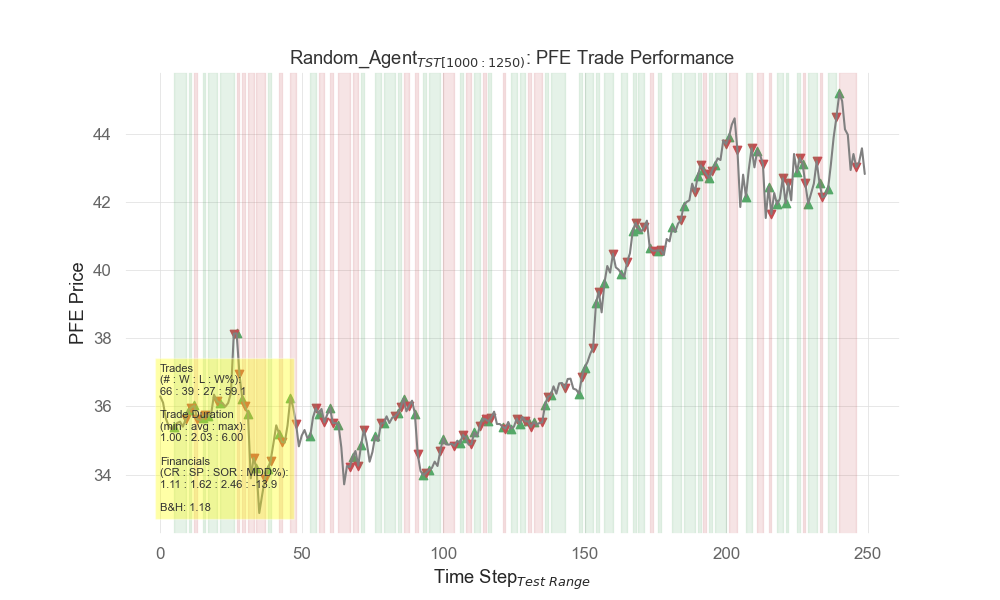 Random_Agent TST[1000 : 1250) : PFE Trade Performance
PFE Price
44
42
40
38
36
34
Trades
(# : W : L : W%):
66 : 39 : 27 : 59.1
Trade Duration
(min : avg : max):
1.00 : 2.03 : 6.00
Financials
(CR : SP : SOR : MDD%):
1.11 : 1.62 : 2.46 : -13.9
B&H: 1.18
0 50 100 150 200 250
Time Step Test Range